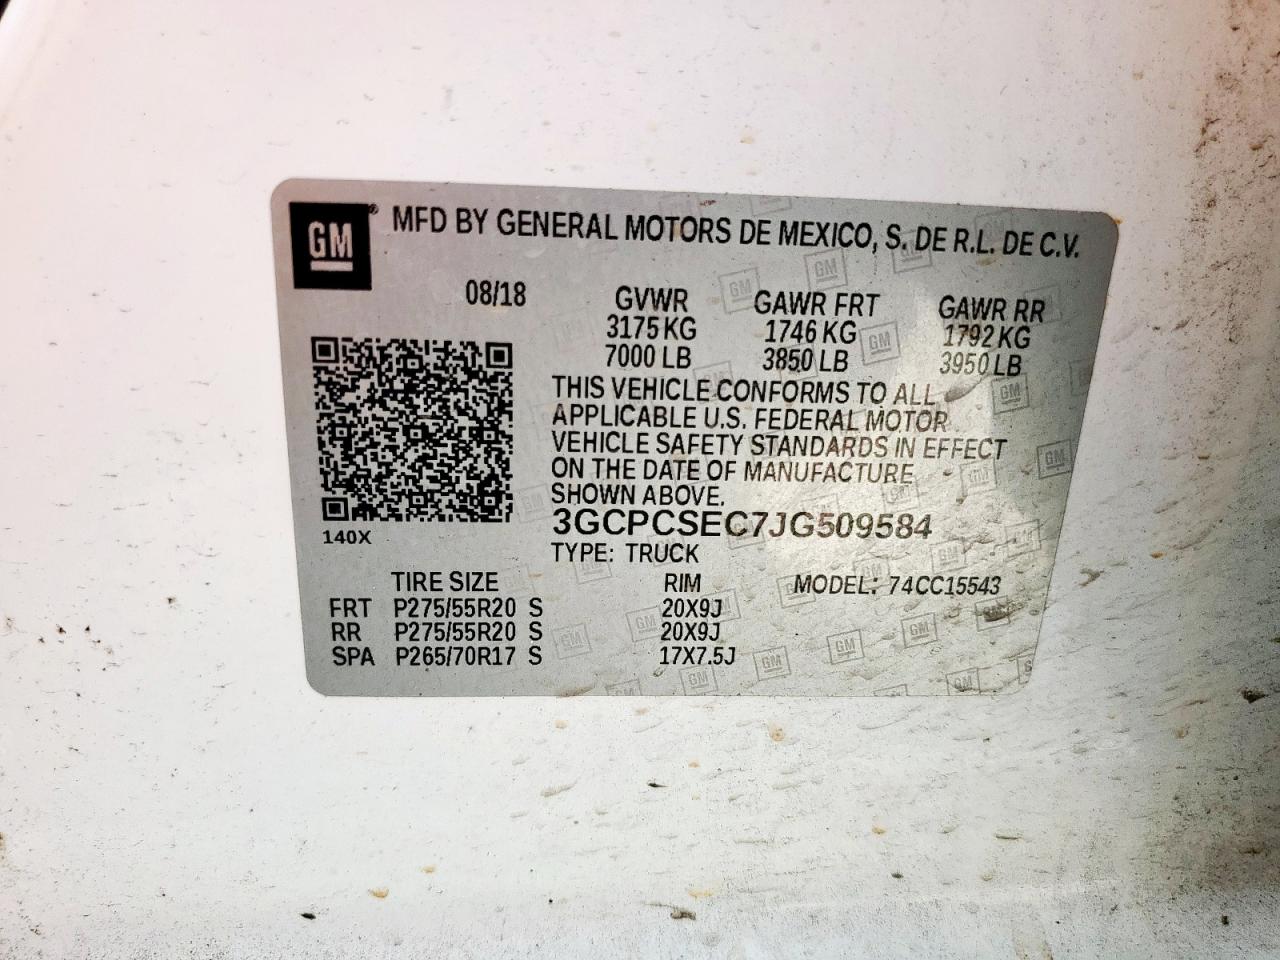 GM® MFD BY GENERAL MOTORS DE MEXICO, S. DE R.L. DE C.V.
08/18 GVWR GAWR FRT GAWR RR
3175 KG 1746 KG 1792 KG
7000 LB 3850 LB 3950 LB
THIS VEHICLE CONFORMS TO ALL
APPLICABLE U.S. FEDERAL MOTOR
VEHICLE SAFETY STANDARDS IN EFFECT
ON THE DATE OF MANUFACTURE
SHOWN ABOVE.
3GCPCSEC7JG509584
140X
TYPE: TRUCK
TIRE SIZE RIM MODEL: 74CC15543
FRT P275/55R20 S 20X9J
RR P275/55R20 S 20X9J
SPA P265/70R17 S 17X7.5J